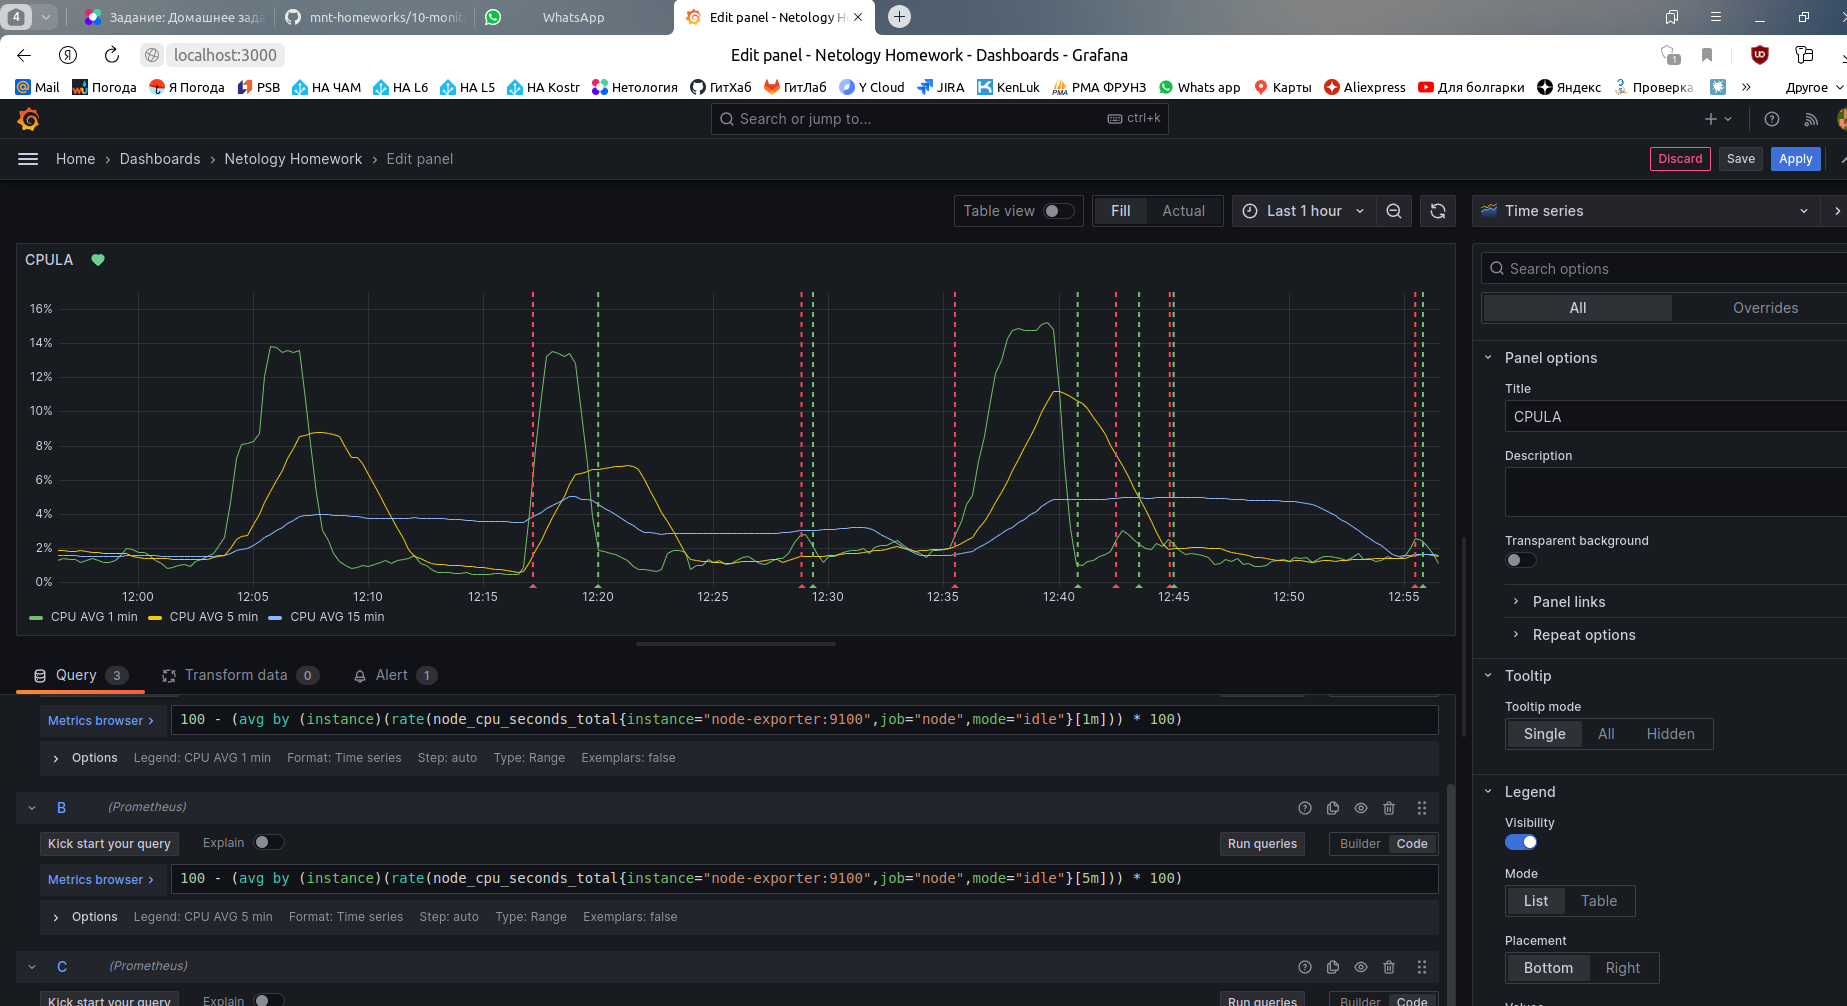 4
Задание: Домашнее зад
mnt-homeworks/10-monit
WhatsApp
Edit panel - Netology H
localhost:3000
Edit panel - Netology Homework - Dashboards - Grafana
1
Mail
Погода
Я Погода
PSB
HA ЧАМ
HA L6
HA L5
HA Kostr
Нетология
ГитХаб
ГитЛаб
Y Cloud
JIRA
KenLuk
PMA ФРУНЗ
Whats app
Карты
Aliexpress
Для болгарки
Яндекс
Проверка
»
Другое
Search or jump to...
ctrl+k
Home › Dashboards › Netology Homework › Edit panel
Discard
Save
Apply
Table view
Fill
Actual
Last 1 hour
Time series
CPULA
16%
14%
12%
10%
8%
6%
4%
2%
0%
12:00 12:05 12:10 12:15 12:20 12:25 12:30 12:35 12:40 12:45 12:50 12:55
CPU AVG 1 min CPU AVG 5 min CPU AVG 15 min
Query 3
Transform data 0
Alert 1
Metrics browser ›
100 - (avg by (instance)(rate(node_cpu_seconds_total{instance="node-exporter:9100",job="node",mode="idle"}[1m])) * 100)
Options Legend: CPU AVG 1 min Format: Time series Step: auto Type: Range Exemplars: false
B (Prometheus)
Kick start your query
Explain
Run queries
Builder
Code
Metrics browser ›
100 - (avg by (instance)(rate(node_cpu_seconds_total{instance="node-exporter:9100",job="node",mode="idle"}[5m])) * 100)
Options Legend: CPU AVG 5 min Format: Time series Step: auto Type: Range Exemplars: false
C (Prometheus)
Kick start your query
Explain
Run queries
Builder
Code
Search options
All
Overrides
Panel options
Title
CPULA
Description
Transparent background
Panel links
Repeat options
Tooltip
Tooltip mode
Single
All
Hidden
Legend
Visibility
Mode
List
Table
Placement
Bottom
Right